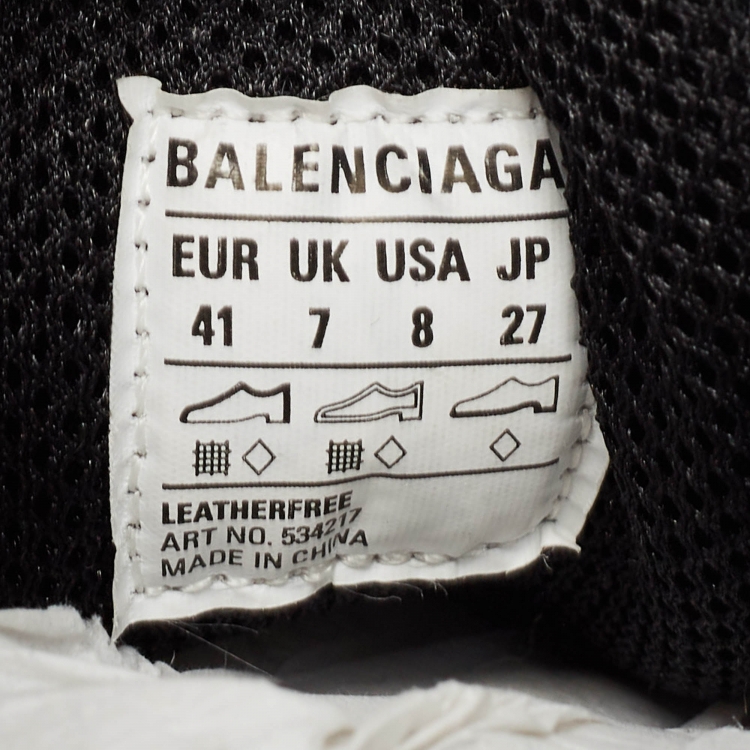 BALENCIAGA
EUR UK USA JP
41 7 8 27
LEATHERFREE
ART NO. 534217
MADE IN CHINA